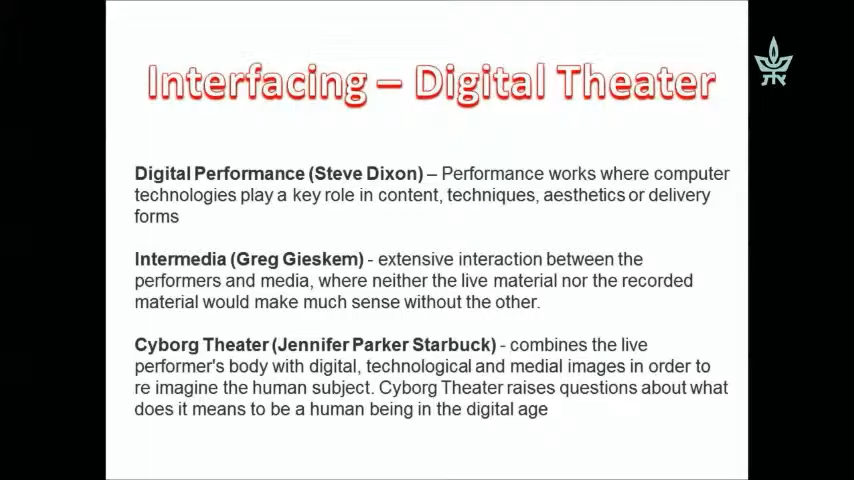 Interfacing – Digital Theater
Digital Performance (Steve Dixon) – Performance works where computer
technologies play a key role in content, techniques, aesthetics or delivery
forms
Intermedia (Greg Gieskem) - extensive interaction between the
performers and media, where neither the live material nor the recorded
material would make much sense without the other.
Cyborg Theater (Jennifer Parker Starbuck) - combines the live
performer's body with digital, technological and medial images in order to
re imagine the human subject. Cyborg Theater raises questions about what
does it means to be a human being in the digital age